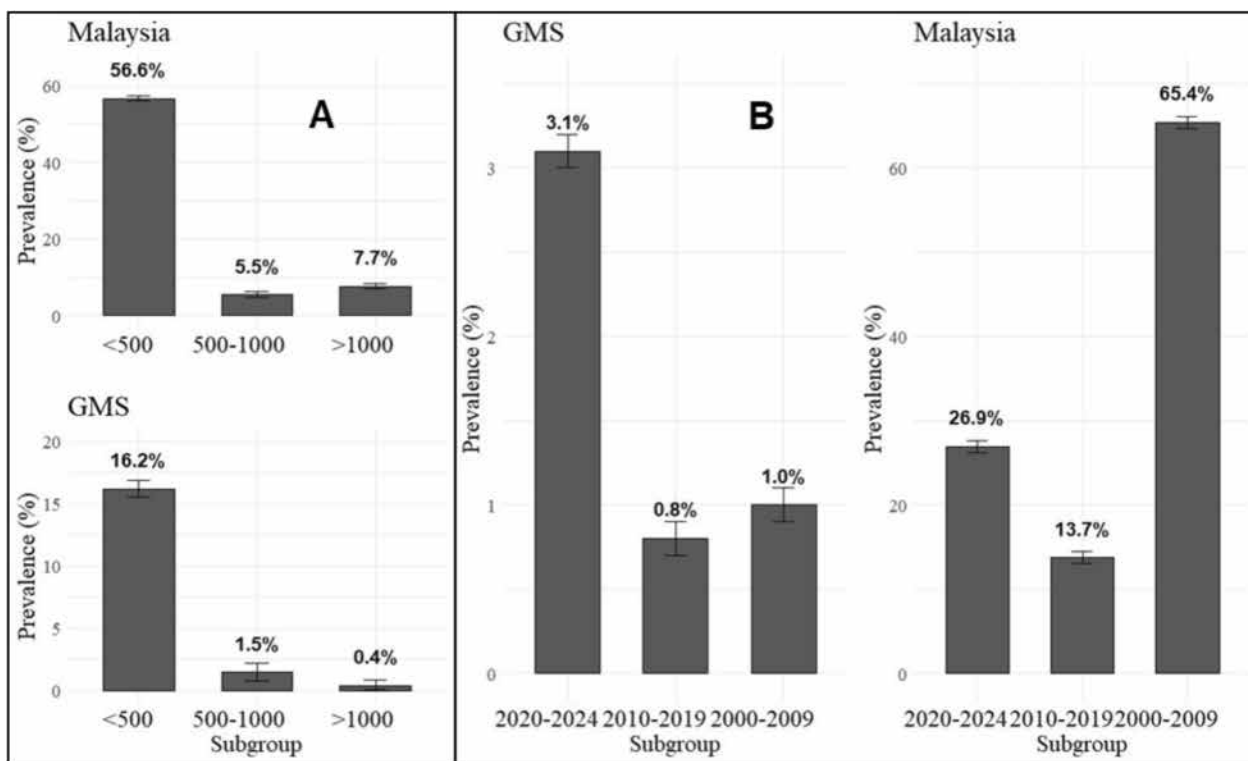 Malaysia
A
Prevalence (%)
60
40
20
0
56.6%
5.5%
7.7%
<500 500-1000 >1000
GMS
Prevalence (%)
20
15
10
5
0
16.2%
1.5%
0.4%
<500 500-1000 >1000
Subgroup
GMS
B
Prevalence (%)
3
2
1
0
3.1%
0.8%
1.0%
2020-2024 2010-2019 2000-2009
Subgroup
Malaysia
Prevalence (%)
60
40
20
0
26.9%
13.7%
65.4%
2020-2024 2010-2019 2000-2009
Subgroup